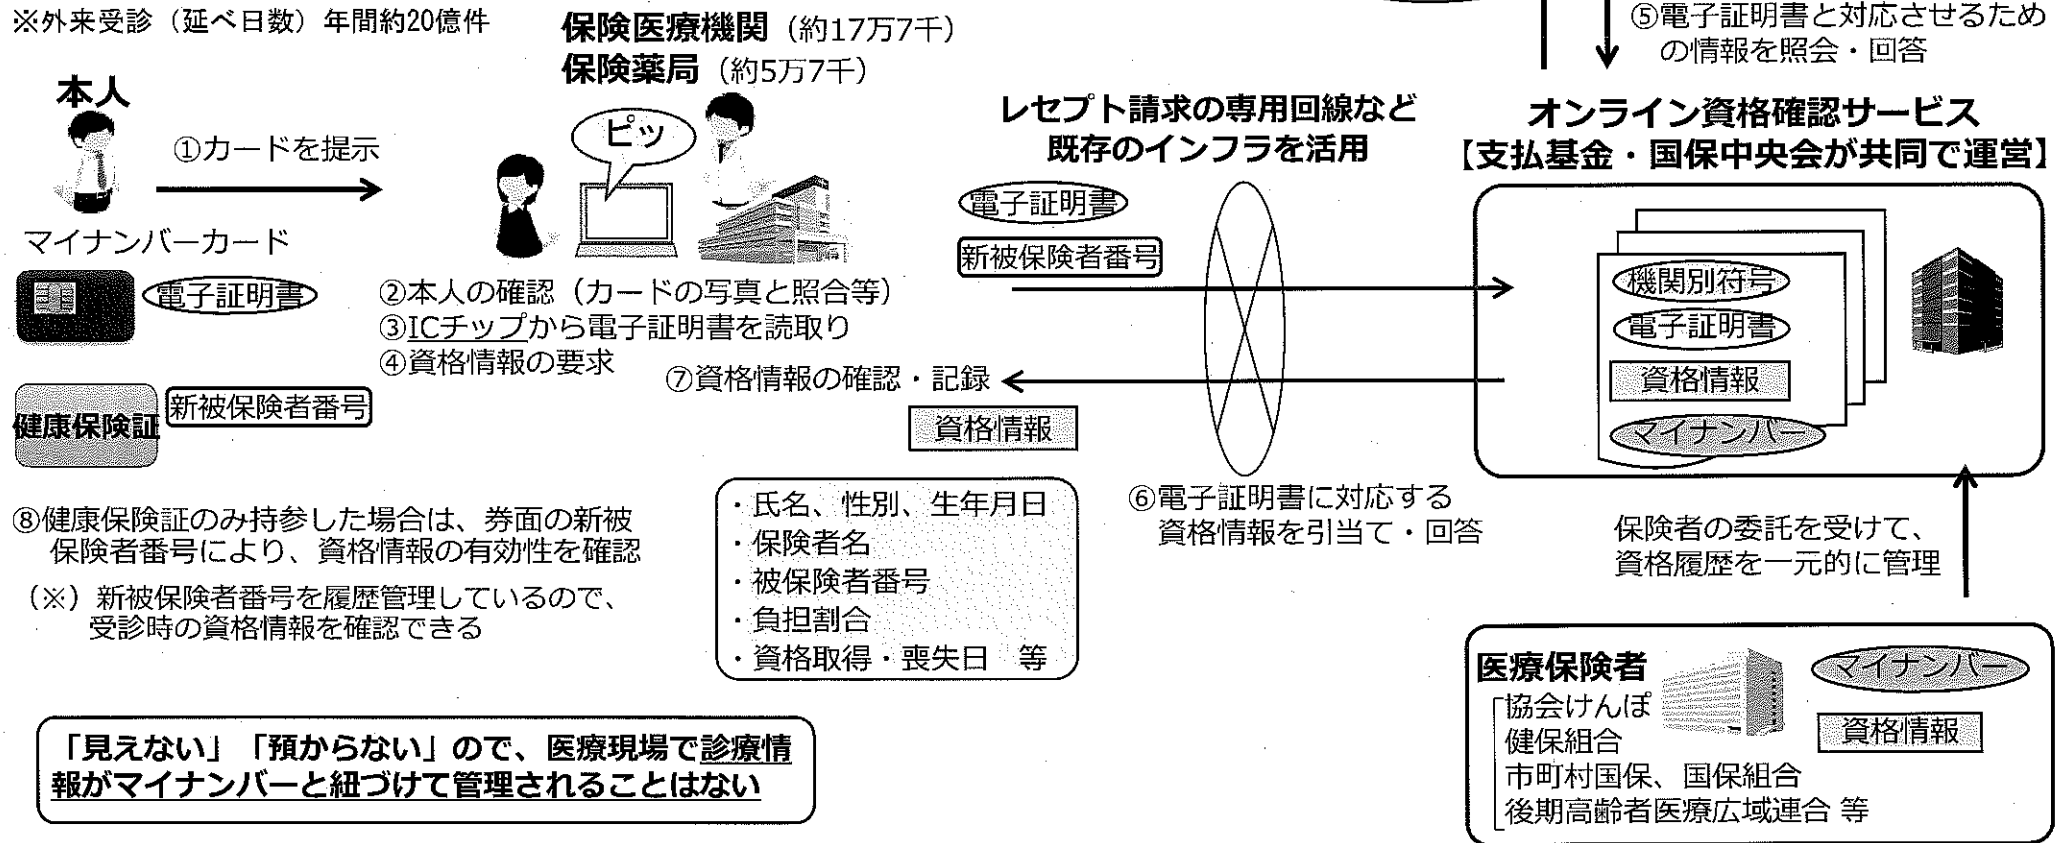 ※外来受診（延べ日数）年間約20億件
保険医療機関（約17万7千）
保険薬局（約5万7千）
⑤電子証明書と対応させるため
の情報を照会・回答
本人
①カードを提示
ピッ
レセプト請求の専用回線など
既存のインフラを活用
オンライン資格確認サービス
【支払基金・国保中央会が共同で運営】
マイナンバーカード
電子証明書
②本人の確認（カードの写真と照合等）
③ICチップから電子証明書を読取り
④資格情報の要求
電子証明書
新被保険者番号
機関別符号
電子証明書
資格情報
マイナンバー
⑦資格情報の確認・記録
資格情報
健康保険証
新被保険者番号
⑧健康保険証のみ持参した場合は、券面の新被
保険者番号により、資格情報の有効性を確認
（※）新被保険者番号を履歴管理しているので、
受診時の資格情報を確認できる
・氏名、性別、生年月日
・保険者名
・被保険者番号
・負担割合
・資格取得・喪失日　等
⑥電子証明書に対応する
資格情報を引当て・回答
保険者の委託を受けて、
資格履歴を一元的に管理
医療保険者
協会けんぽ
健保組合
市町村国保、国保組合
後期高齢者医療広域連合 等
マイナンバー
資格情報
「見えない」「預からない」ので、医療現場で診療情
報がマイナンバーと紐づけて管理されることはない